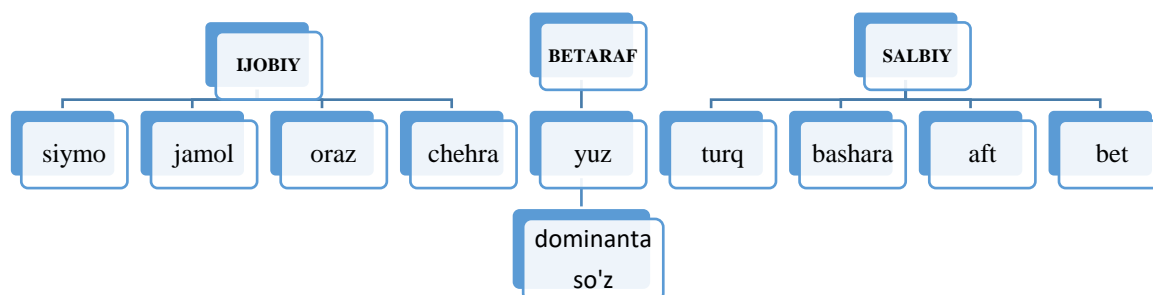 IJOBIY
BETARAF
SALBIY
siymo
jamol
oraz
chehra
yuz
turq
bashara
aft
bet
dominanta
so'z